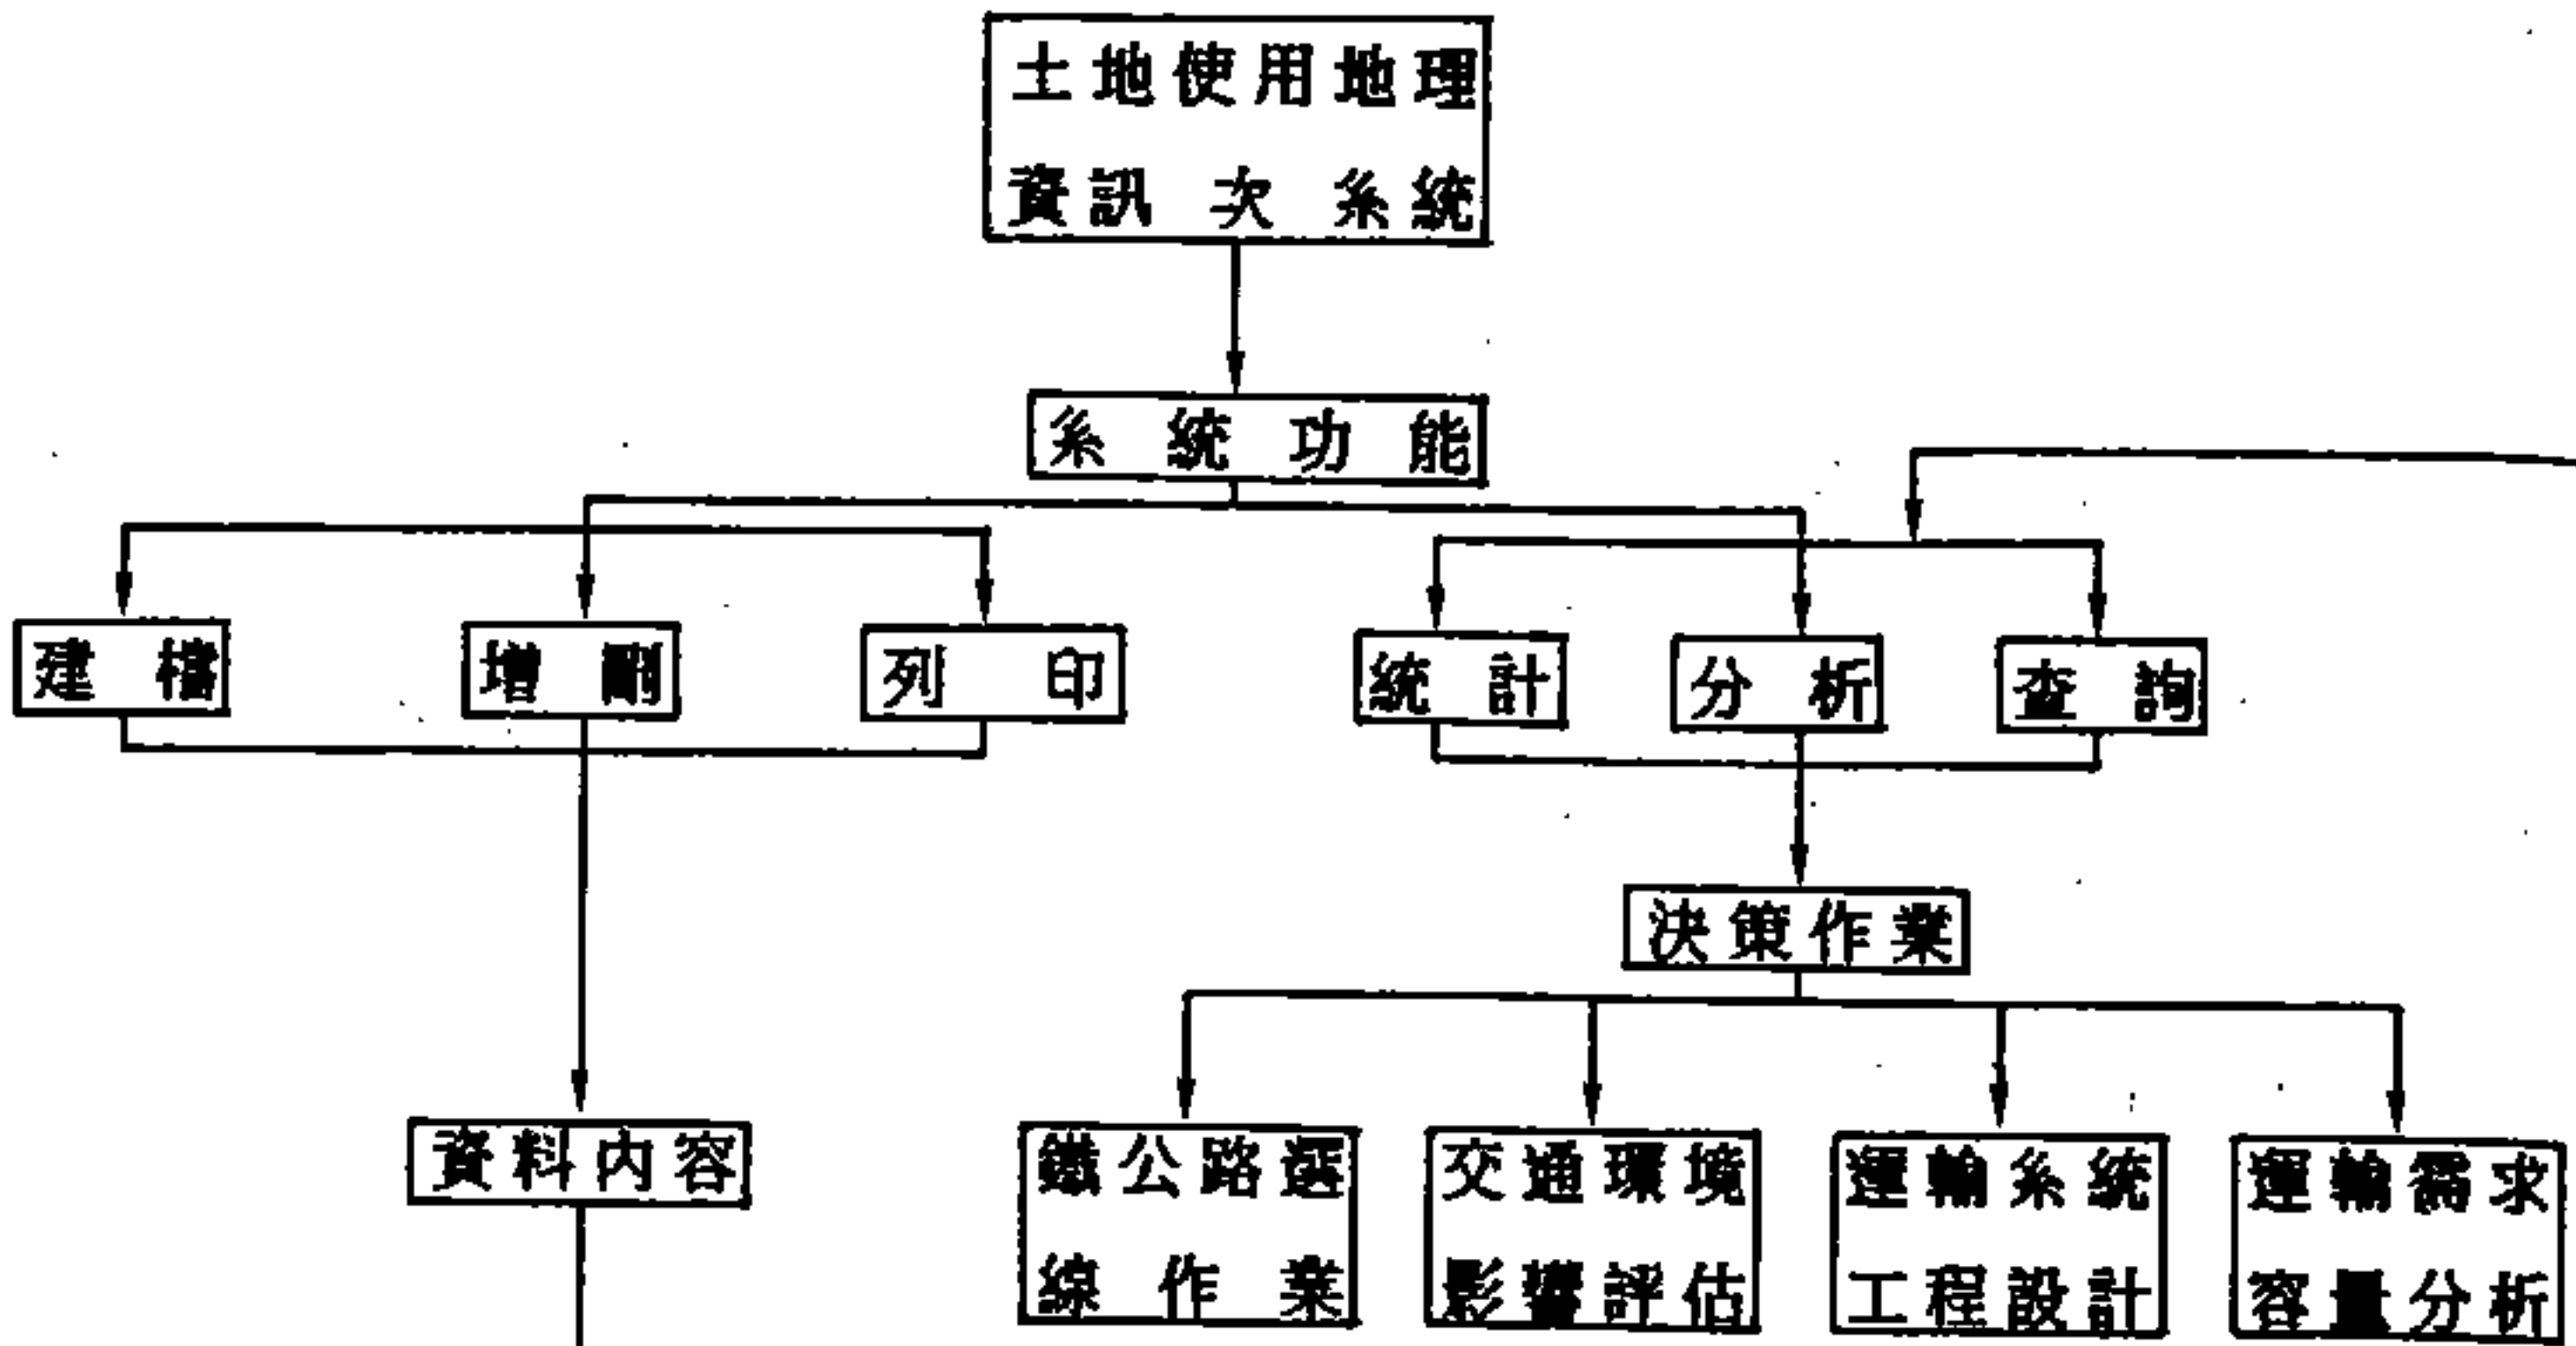 土地使用地理
資訊次系統
系統功能
建檔
增刪
列印
統計
分析
查詢
決策作業
資料內容
鐵公路選
線作業
交通環境
影響評估
運輸系統
工程設計
運輸需求
容量分析